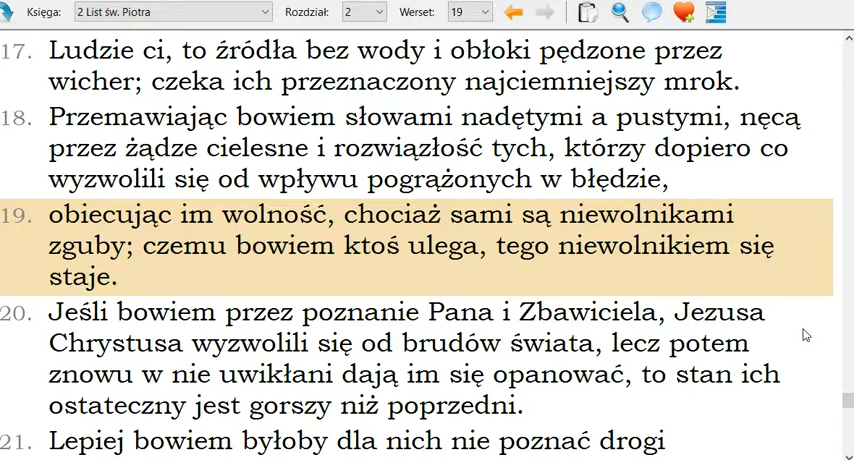 Księga: 2 List św. Piotra Rozdział: 2 Werset: 19
17. Ludzie ci, to źródła bez wody i obłoki pędzone przez
wicher; czeka ich przeznaczony najciemniejszy mrok.
18. Przemawiając bowiem słowami nadętymi a pustymi, nęcą
przez żądze cielesne i rozwiązłość tych, którzy dopiero co
wyzwolili się od wpływu pogrążonych w błędzie,
19. obiecując im wolność, chociaż sami są niewolnikami
zguby; czemu bowiem ktoś ulega, tego niewolnikiem się
staje.
20. Jeśli bowiem przez poznanie Pana i Zbawiciela, Jezusa
Chrystusa wyzwolili się od brudów świata, lecz potem
znowu w nie uwikłani dają im się opanować, to stan ich
ostateczny jest gorszy niż poprzedni.
21. Lepiej bowiem byłoby dla nich nie poznać drogi